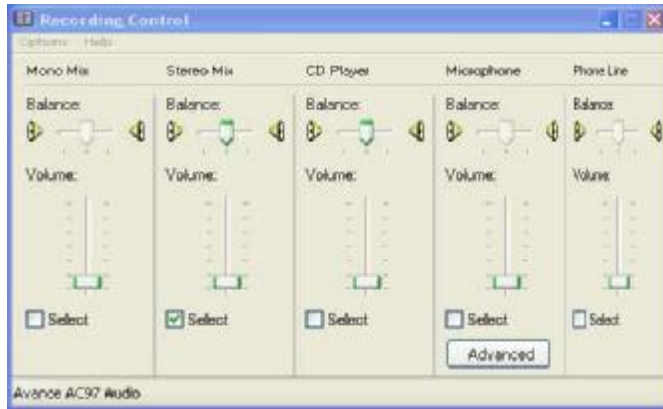 Recording Control
Options Help
Mono Mix Stereo Mix CD Player Microphone Phone Line
Balance: Balance: Balance: Balance: Balance:
Volume: Volume: Volume: Volume: Volume:
Select Select Select Select Select
Advanced
Avance AC97 Audio